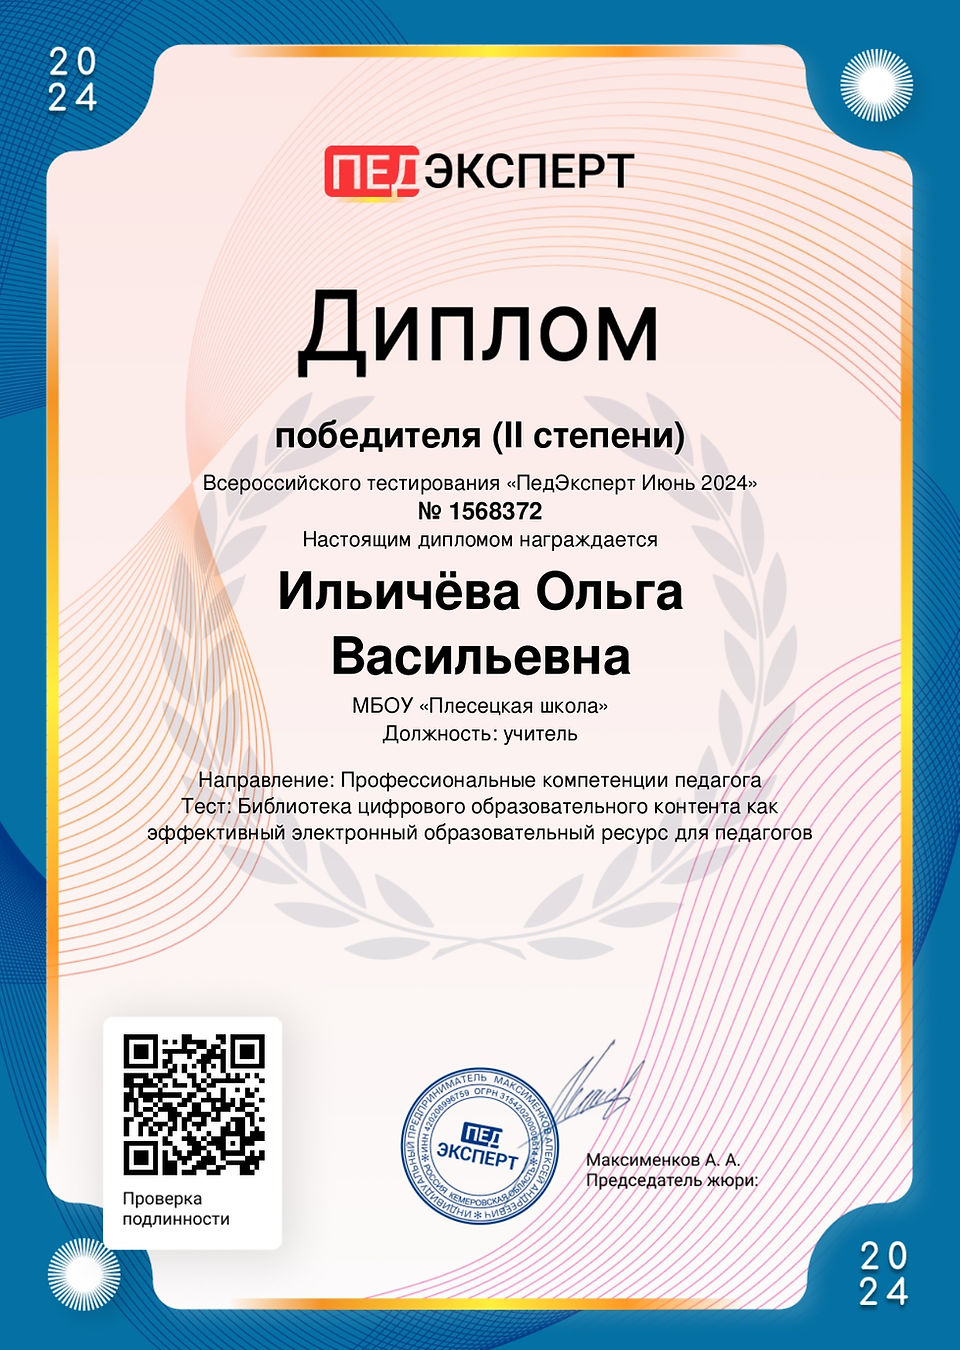 20
24
ПЕДЭКСПЕРТ
Диплом
победителя (II степени)
Всероссийского тестирования «ПедЭксперт Июнь 2024»
№ 1568372
Настоящим дипломом награждается
Ильичёва Ольга
Васильевна
МБОУ «Плесецкая школа»
Должность: учитель
Направление: Профессиональные компетенции педагога
Тест: Библиотека цифрового образовательного контента как
эффективный электронный образовательный ресурс для педагогов
Проверка
подлинности
ИНДИВИДУАЛЬНЫЙ ПРЕДПРИНИМАТЕЛЬ МАКСИМЕНКОВ АЛЕКСЕЙ АНДРЕЕВИЧ
ИНН 420206996759 ОГРН
РОССИЯ КЕМЕРОВСКАЯ ОБЛАСТЬ
ПЕД
ЭКСПЕРТ
Максименков А. А.
Председатель жюри:
20
24